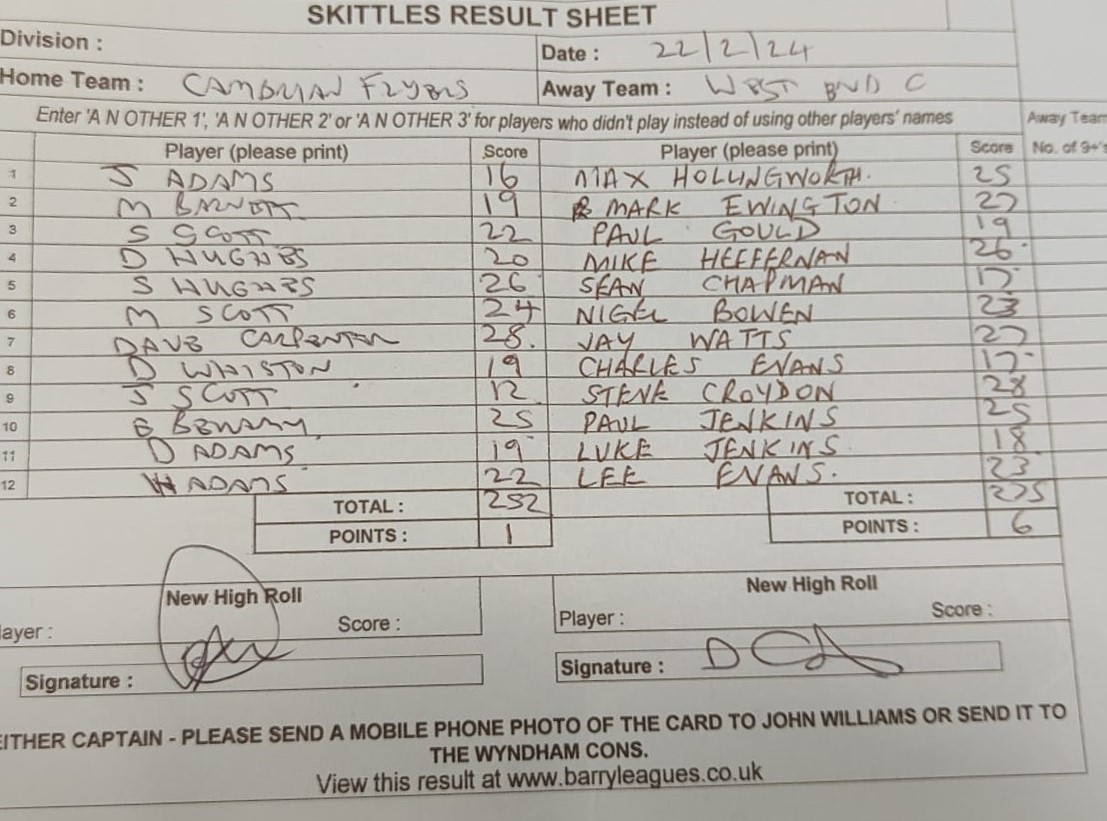 SKITTLES RESULT SHEET
Division : Date : 22/2/24
Home Team : CAMBRIAN FLYERS Away Team : WEST END C
Enter 'A N OTHER 1', 'A N OTHER 2' or 'A N OTHER 3' for players who didn't play instead of using other players' names Away Team
Player (please print) Score Player (please print) Score No. of 9+'s
1 J ADAMS 16 MAX HOLLINGWORTH. 25
2 M BARNETT 19 MARK EWINGTON 27
3 S SCOTT 22 PAUL GOULD 19
4 D HUGHES 20 MIKE HEFFERNAN 26
5 S HUGHES 26 SEAN CHAPMAN 17
6 M SCOTT 24 NIGEL BOWEN 23
7 DAVE CARPENTER 28. JAY WATTS 27
8 D WHISTON 19 CHARLES EVANS 17
9 J SCOTT 12 STEVE CROYDON 28
10 25 PAUL JENKINS 25
11 D ADAMS 19 LUKE JENKINS 18
12 W ADAMS 22 LEE EVANS. 23
TOTAL : 252 TOTAL : 275
POINTS : 1 POINTS : 6
New High Roll New High Roll
layer : Score : Player : Score :
Signature : Signature :
EITHER CAPTAIN - PLEASE SEND A MOBILE PHONE PHOTO OF THE CARD TO JOHN WILLIAMS OR SEND IT TO
THE WYNDHAM CONS.
View this result at www.barryleagues.co.uk